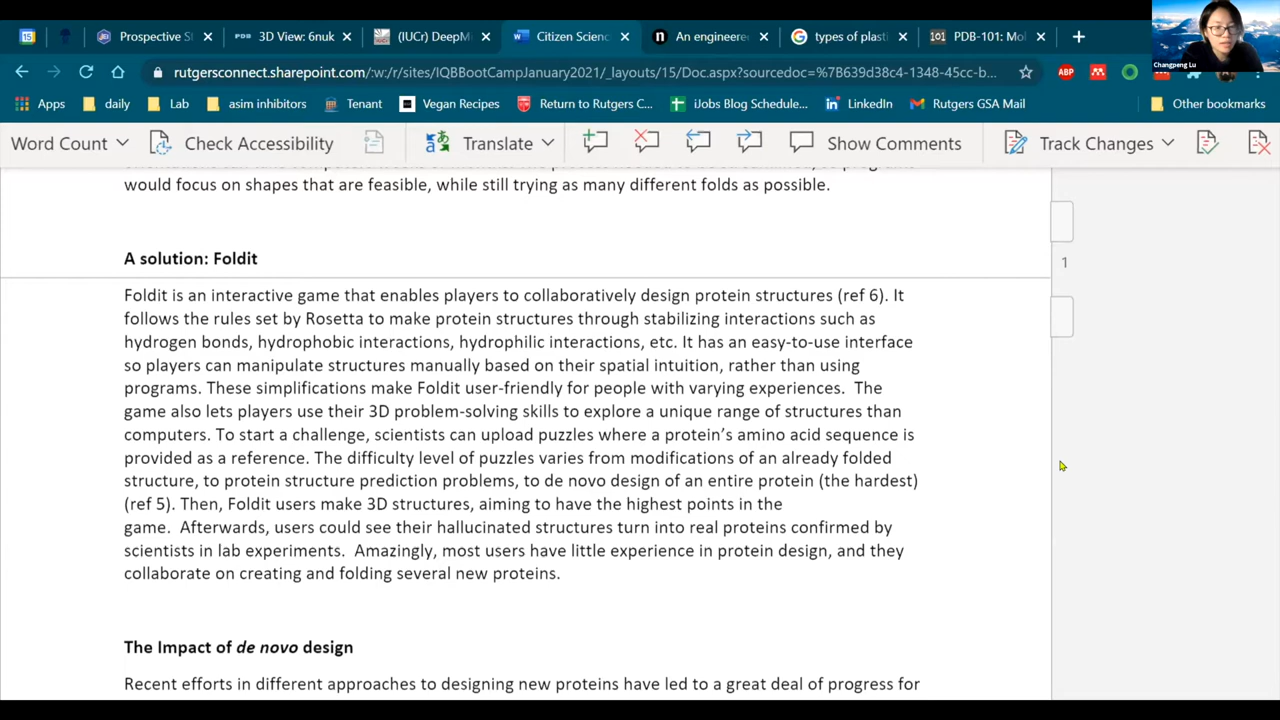 15 Prospective S PDB 3D View: 6nuk (IUCr) DeepM Citizen Scienc An engineere types of plasti 101 PDB-101: Mol
Changpeng Lu
rutgersconnect.sharepoint.com/:w:/r/sites/IQBBootCampJanuary2021/_layouts/15/Doc.aspx?sourcedoc=%7B639d38c4-1348-45cc-b... ABP
Apps daily Lab asim inhibitors Tenant Vegan Recipes Return to Rutgers C... iJobs Blog Schedule... LinkedIn Rutgers GSA Mail Other bookmarks
Word Count Check Accessibility Translate Show Comments Track Changes
would focus on shapes that are feasible, while still trying as many different folds as possible.
A solution: Foldit
1
Foldit is an interactive game that enables players to collaboratively design protein structures (ref 6). It
follows the rules set by Rosetta to make protein structures through stabilizing interactions such as
hydrogen bonds, hydrophobic interactions, hydrophilic interactions, etc. It has an easy-to-use interface
so players can manipulate structures manually based on their spatial intuition, rather than using
programs. These simplifications make Foldit user-friendly for people with varying experiences.  The
game also lets players use their 3D problem-solving skills to explore a unique range of structures than
computers. To start a challenge, scientists can upload puzzles where a protein’s amino acid sequence is
provided as a reference. The difficulty level of puzzles varies from modifications of an already folded
structure, to protein structure prediction problems, to de novo design of an entire protein (the hardest)
(ref 5). Then, Foldit users make 3D structures, aiming to have the highest points in the
game.  Afterwards, users could see their hallucinated structures turn into real proteins confirmed by
scientists in lab experiments.  Amazingly, most users have little experience in protein design, and they
collaborate on creating and folding several new proteins.
The Impact of de novo design
Recent efforts in different approaches to designing new proteins have led to a great deal of progress for